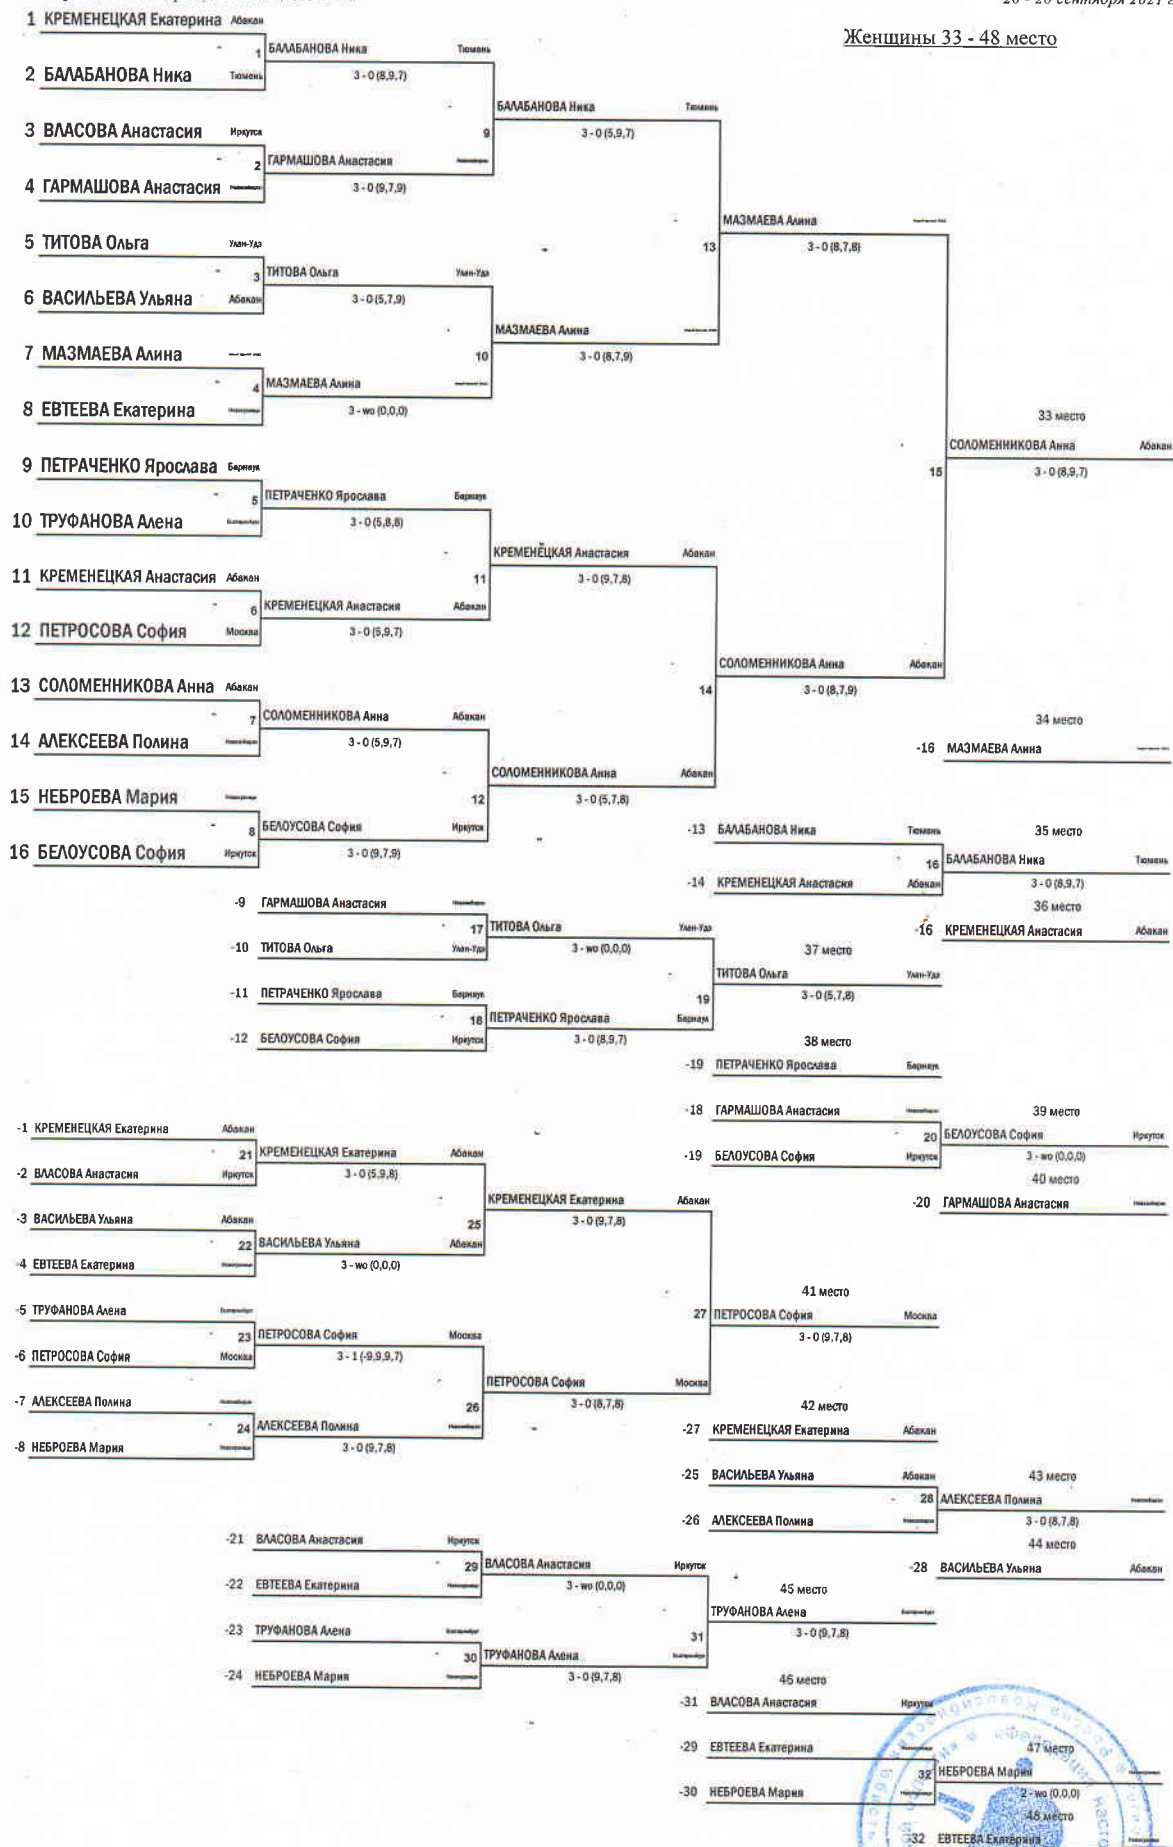 Женщины 33 - 48 место
1 КРЕМЕНЕЦКАЯ Екатерина Абакан
1 БАЛАБАНОВА Ника Тюмень
2 БАЛАБАНОВА Ника Тюмень 3 - 0 (8,9,7)
БАЛАБАНОВА Ника Тюмень
3 ВЛАСОВА Анастасия Иркутск 9 3 - 0 (5,9,7)
2 ГАРМАШОВА Анастасия
4 ГАРМАШОВА Анастасия 3 - 0 (9,7,9)
МАЗМАЕВА Алина
5 ТИТОВА Ольга Улан-Удэ 13 3 - 0 (8,7,8)
3 ТИТОВА Ольга Улан-Удэ
6 ВАСИЛЬЕВА Ульяна Абакан 3 - 0 (5,7,9)
МАЗМАЕВА Алина
7 МАЗМАЕВА Алина 10 3 - 0 (8,7,9)
4 МАЗМАЕВА Алина
8 ЕВТЕЕВА Екатерина 3 - wo (0,0,0)
33 место
СОЛОМЕННИКОВА Анна Абакан
9 ПЕТРАЧЕНКО Ярослава Барнаул 15 3 - 0 (8,9,7)
5 ПЕТРАЧЕНКО Ярослава Барнаул
10 ТРУФАНОВА Алена Екатеринбург 3 - 0 (5,8,8)
КРЕМЕНЕЦКАЯ Анастасия Абакан
11 КРЕМЕНЕЦКАЯ Анастасия Абакан 11 3 - 0 (9,7,8)
6 КРЕМЕНЕЦКАЯ Анастасия Абакан
12 ПЕТРОСОВА София Москва 3 - 0 (5,9,7)
СОЛОМЕННИКОВА Анна Абакан
13 СОЛОМЕННИКОВА Анна Абакан 14 3 - 0 (8,7,9)
7 СОЛОМЕННИКОВА Анна Абакан
34 место
14 АЛЕКСЕЕВА Полина 3 - 0 (5,9,7)
-16 МАЗМАЕВА Алина
СОЛОМЕННИКОВА Анна Абакан
15 НЕБРОЕВА Мария 12 3 - 0 (5,7,8)
8 БЕЛОУСОВА София Иркутск
-13 БАЛАБАНОВА Ника Тюмень 35 место
16 БЕЛОУСОВА София Иркутск 3 - 0 (9,7,9)
16 БАЛАБАНОВА Ника Тюмень
-14 КРЕМЕНЕЦКАЯ Анастасия Абакан 3 - 0 (8,9,7)
-9 ГАРМАШОВА Анастасия 36 место
17 ТИТОВА Ольга Улан-Удэ -16 КРЕМЕНЕЦКАЯ Анастасия Абакан
-10 ТИТОВА Ольга Улан-Удэ 3 - wo (0,0,0) 37 место
ТИТОВА Ольга Улан-Удэ
-11 ПЕТРАЧЕНКО Ярослава Барнаул 19 3 - 0 (5,7,8)
18 ПЕТРАЧЕНКО Ярослава Барнаул
-12 БЕЛОУСОВА София Иркутск 3 - 0 (8,9,7) 38 место
-19 ПЕТРАЧЕНКО Ярослава Барнаул
-18 ГАРМАШОВА Анастасия 39 место
-1 КРЕМЕНЕЦКАЯ Екатерина Абакан 20 БЕЛОУСОВА София Иркутск
21 КРЕМЕНЕЦКАЯ Екатерина Абакан -19 БЕЛОУСОВА София Иркутск 3 - wo (0,0,0)
-2 ВЛАСОВА Анастасия Иркутск 3 - 0 (5,9,8) 40 место
КРЕМЕНЕЦКАЯ Екатерина Абакан -20 ГАРМАШОВА Анастасия
-3 ВАСИЛЬЕВА Ульяна Абакан 25 3 - 0 (9,7,8)
22 ВАСИЛЬЕВА Ульяна Абакан
-4 ЕВТЕЕВА Екатерина 3 - wo (0,0,0)
41 место
-5 ТРУФАНОВА Алена Екатеринбург 27 ПЕТРОСОВА София Москва
23 ПЕТРОСОВА София Москва 3 - 0 (9,7,8)
-6 ПЕТРОСОВА София Москва 3 - 1 (-9,9,9,7)
ПЕТРОСОВА София Москва
-7 АЛЕКСЕЕВА Полина 26 3 - 0 (8,7,8) 42 место
24 АЛЕКСЕЕВА Полина -27 КРЕМЕНЕЦКАЯ Екатерина Абакан
-8 НЕБРОЕВА Мария 3 - 0 (9,7,8)
-25 ВАСИЛЬЕВА Ульяна Абакан 43 место
28 АЛЕКСЕЕВА Полина
-26 АЛЕКСЕЕВА Полина 3 - 0 (8,7,8)
-21 ВЛАСОВА Анастасия Иркутск 44 место
29 ВЛАСОВА Анастасия Иркутск -28 ВАСИЛЬЕВА Ульяна Абакан
-22 ЕВТЕЕВА Екатерина 3 - wo (0,0,0) 45 место
ТРУФАНОВА Алена Екатеринбург
-23 ТРУФАНОВА Алена Екатеринбург 31 3 - 0 (9,7,8)
30 ТРУФАНОВА Алена Екатеринбург
-24 НЕБРОЕВА Мария 3 - 0 (9,7,8) 46 место
-31 ВЛАСОВА Анастасия Иркутск
-29 ЕВТЕЕВА Екатерина 47 место
32 НЕБРОЕВА Мария
-30 НЕБРОЕВА Мария 2 - wo (0,0,0)
48 место
32 ЕВТЕЕВА Екатерина